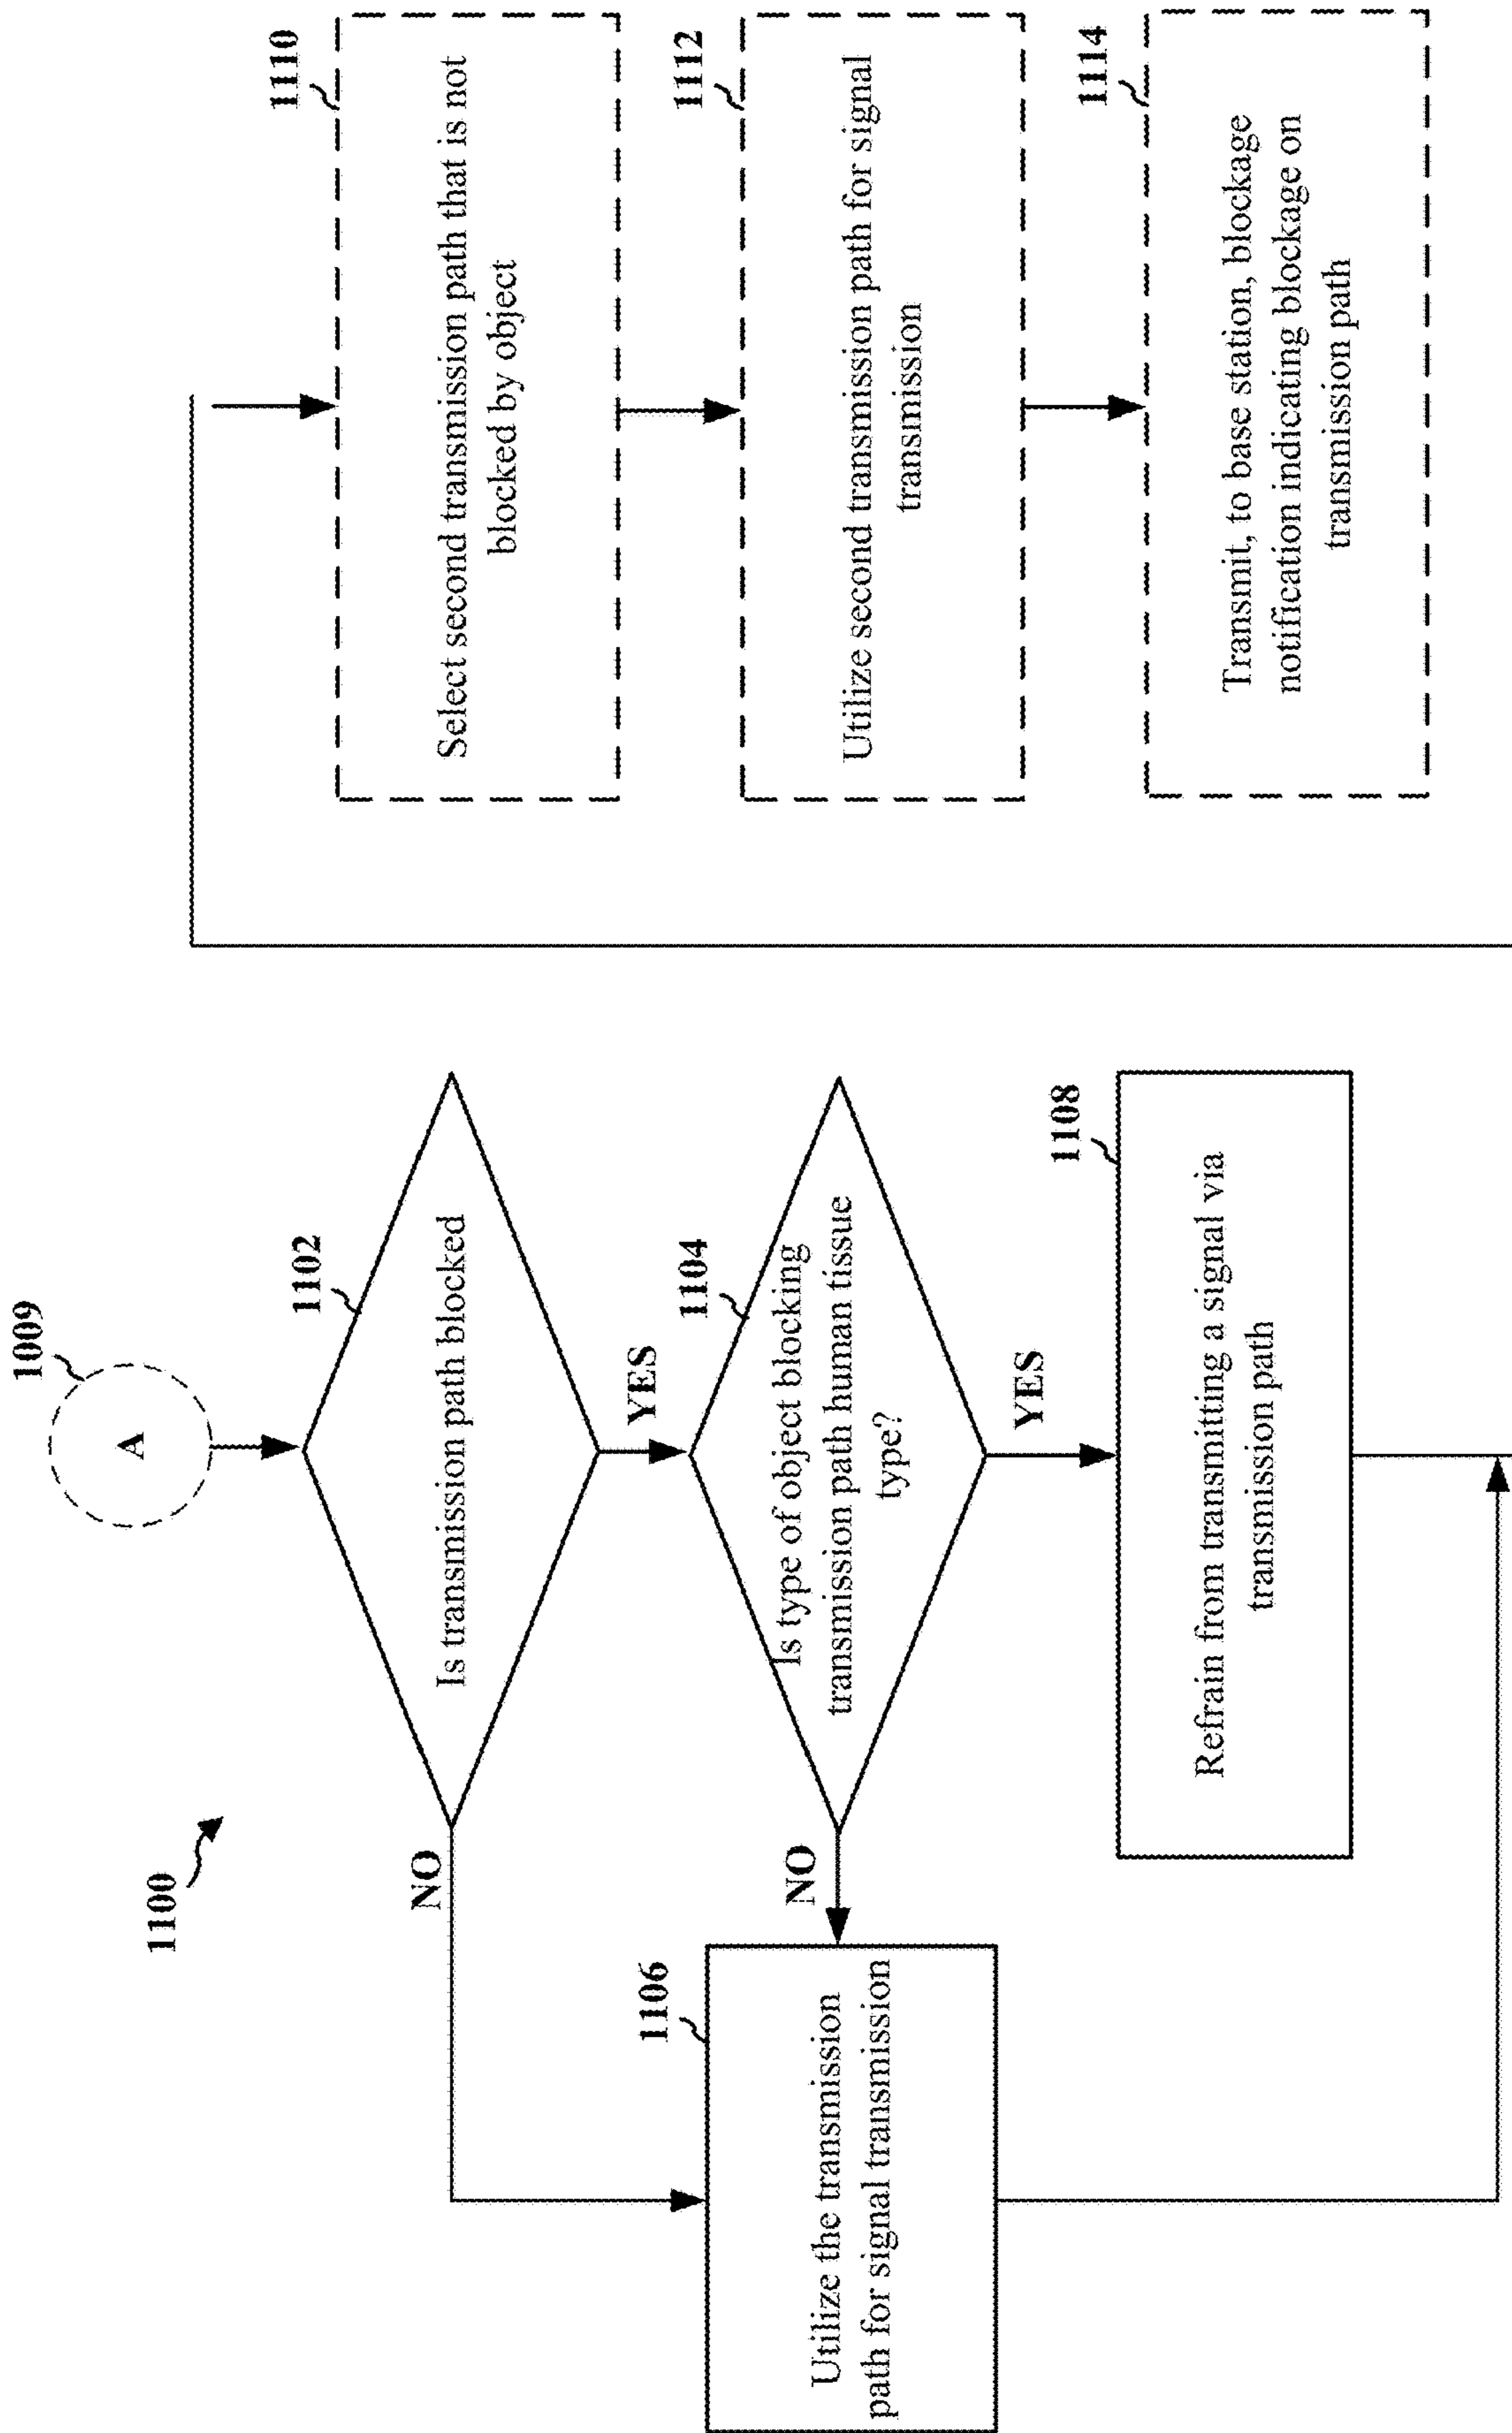 1100
1009
A
1102
Is transmission path blocked
NO
YES
1104
Is type of object blocking
transmission path human tissue
type?
NO
YES
1106
Utilize the transmission
path for signal transmission
1108
Refrain from transmitting a signal via
transmission path
1110
Select second transmission path that is not
blocked by object
1112
Utilize second transmission path for signal
transmission
1114
Transmit, to base station, blockage
notification indicating blockage on
transmission path